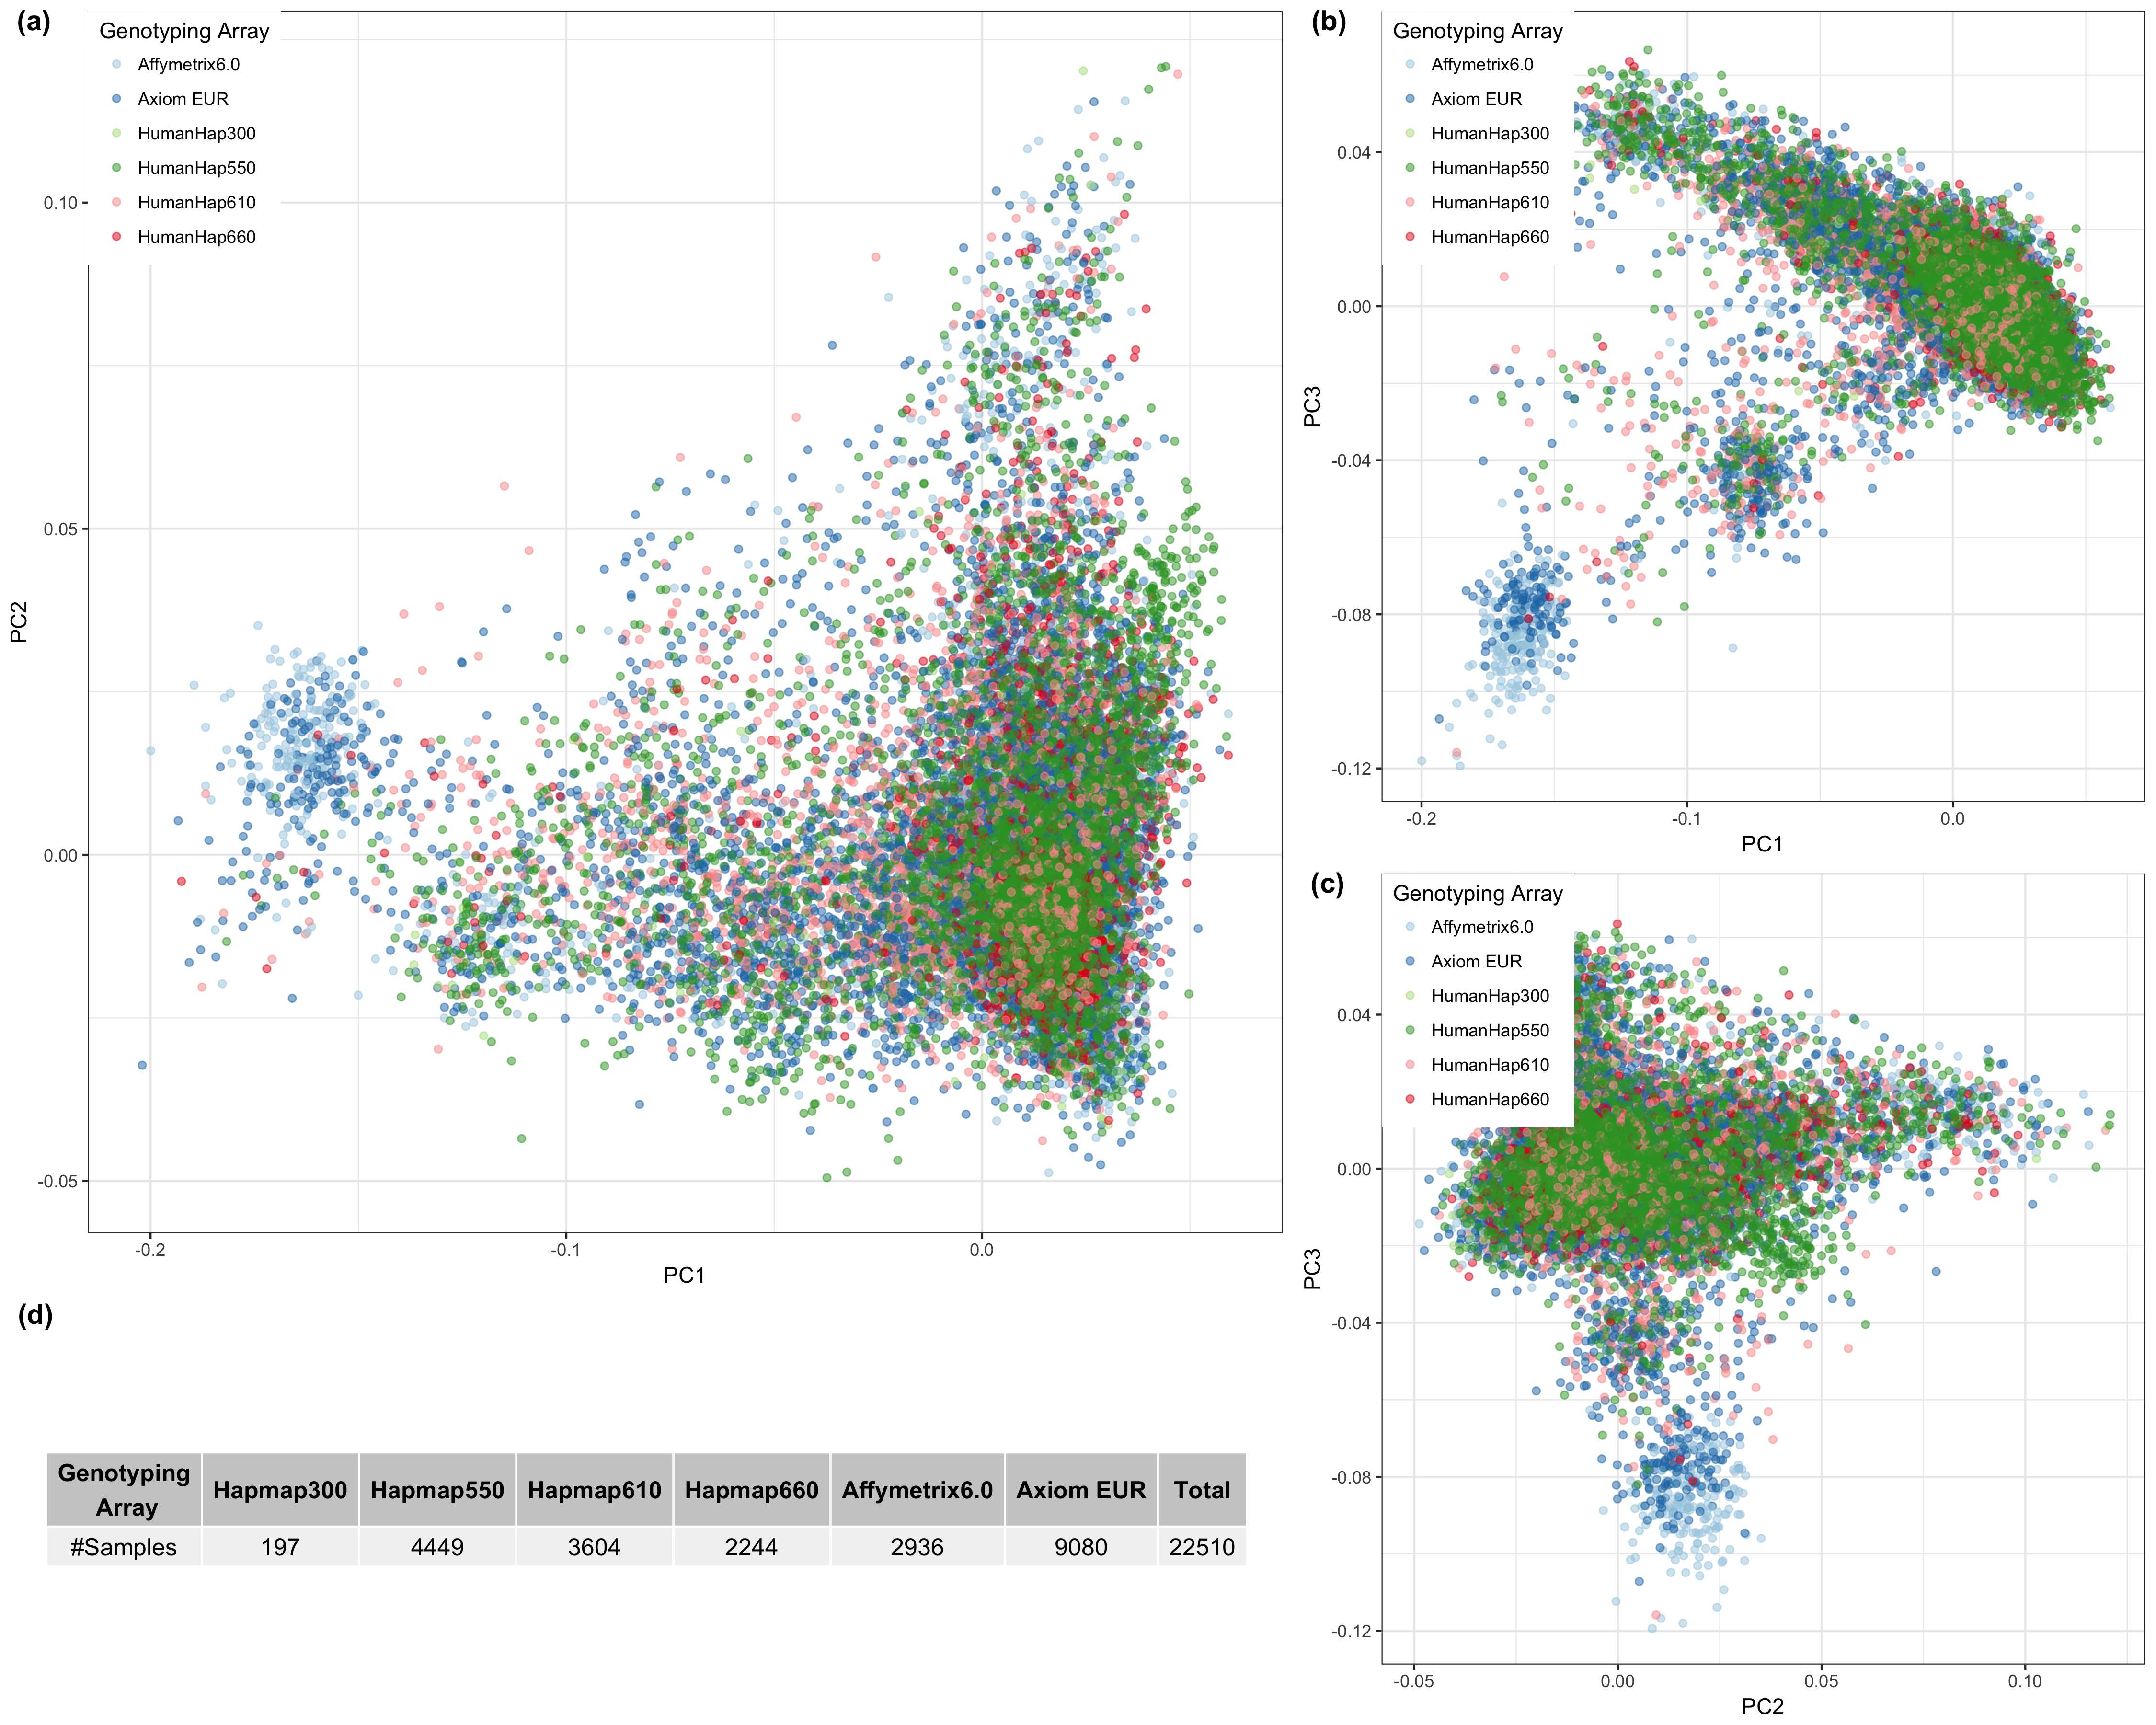 (a)
Genotyping Array
Affymetrix6.0
Axiom EUR
HumanHap300
HumanHap550
HumanHap610
HumanHap660
PC2
0.10
0.05
0.00
-0.05
-0.2
-0.1
0.0
PC1
(b)
Genotyping Array
Affymetrix6.0
Axiom EUR
HumanHap300
HumanHap550
HumanHap610
HumanHap660
PC3
0.04
0.00
-0.04
-0.08
-0.12
-0.2
-0.1
0.0
PC1
(c)
Genotyping Array
Affymetrix6.0
Axiom EUR
HumanHap300
HumanHap550
HumanHap610
HumanHap660
PC3
0.04
0.00
-0.04
-0.08
-0.12
-0.05
0.00
0.05
0.10
PC2
(d)
Genotyping Array Hapmap300 Hapmap550 Hapmap610 Hapmap660 Affymetrix6.0 Axiom EUR Total
#Samples 197 4449 3604 2244 2936 9080 22510